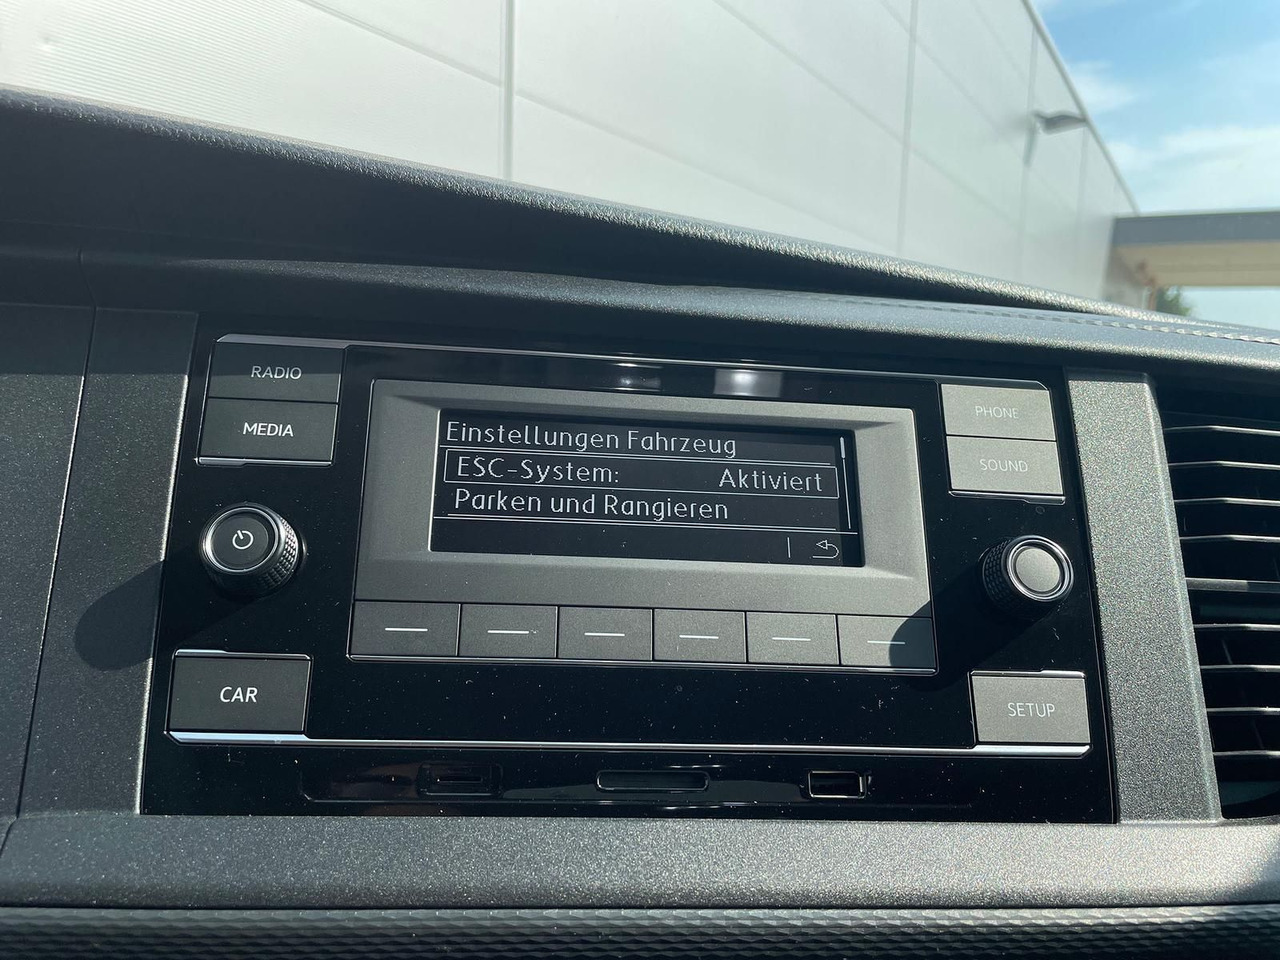 RADIO
MEDIA
Einstellungen Fahrzeug
ESC-System: Aktiviert
Parken und Rangieren
PHONE
SOUND
CAR
SETUP